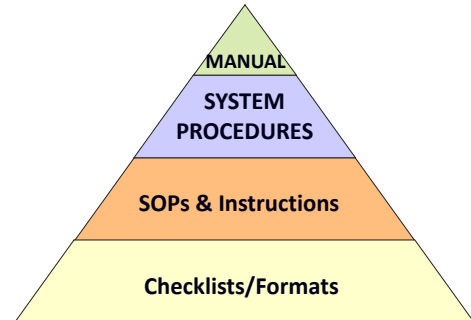 MANUAL
SYSTEM
PROCEDURES
SOPs & Instructions
Checklists/Formats